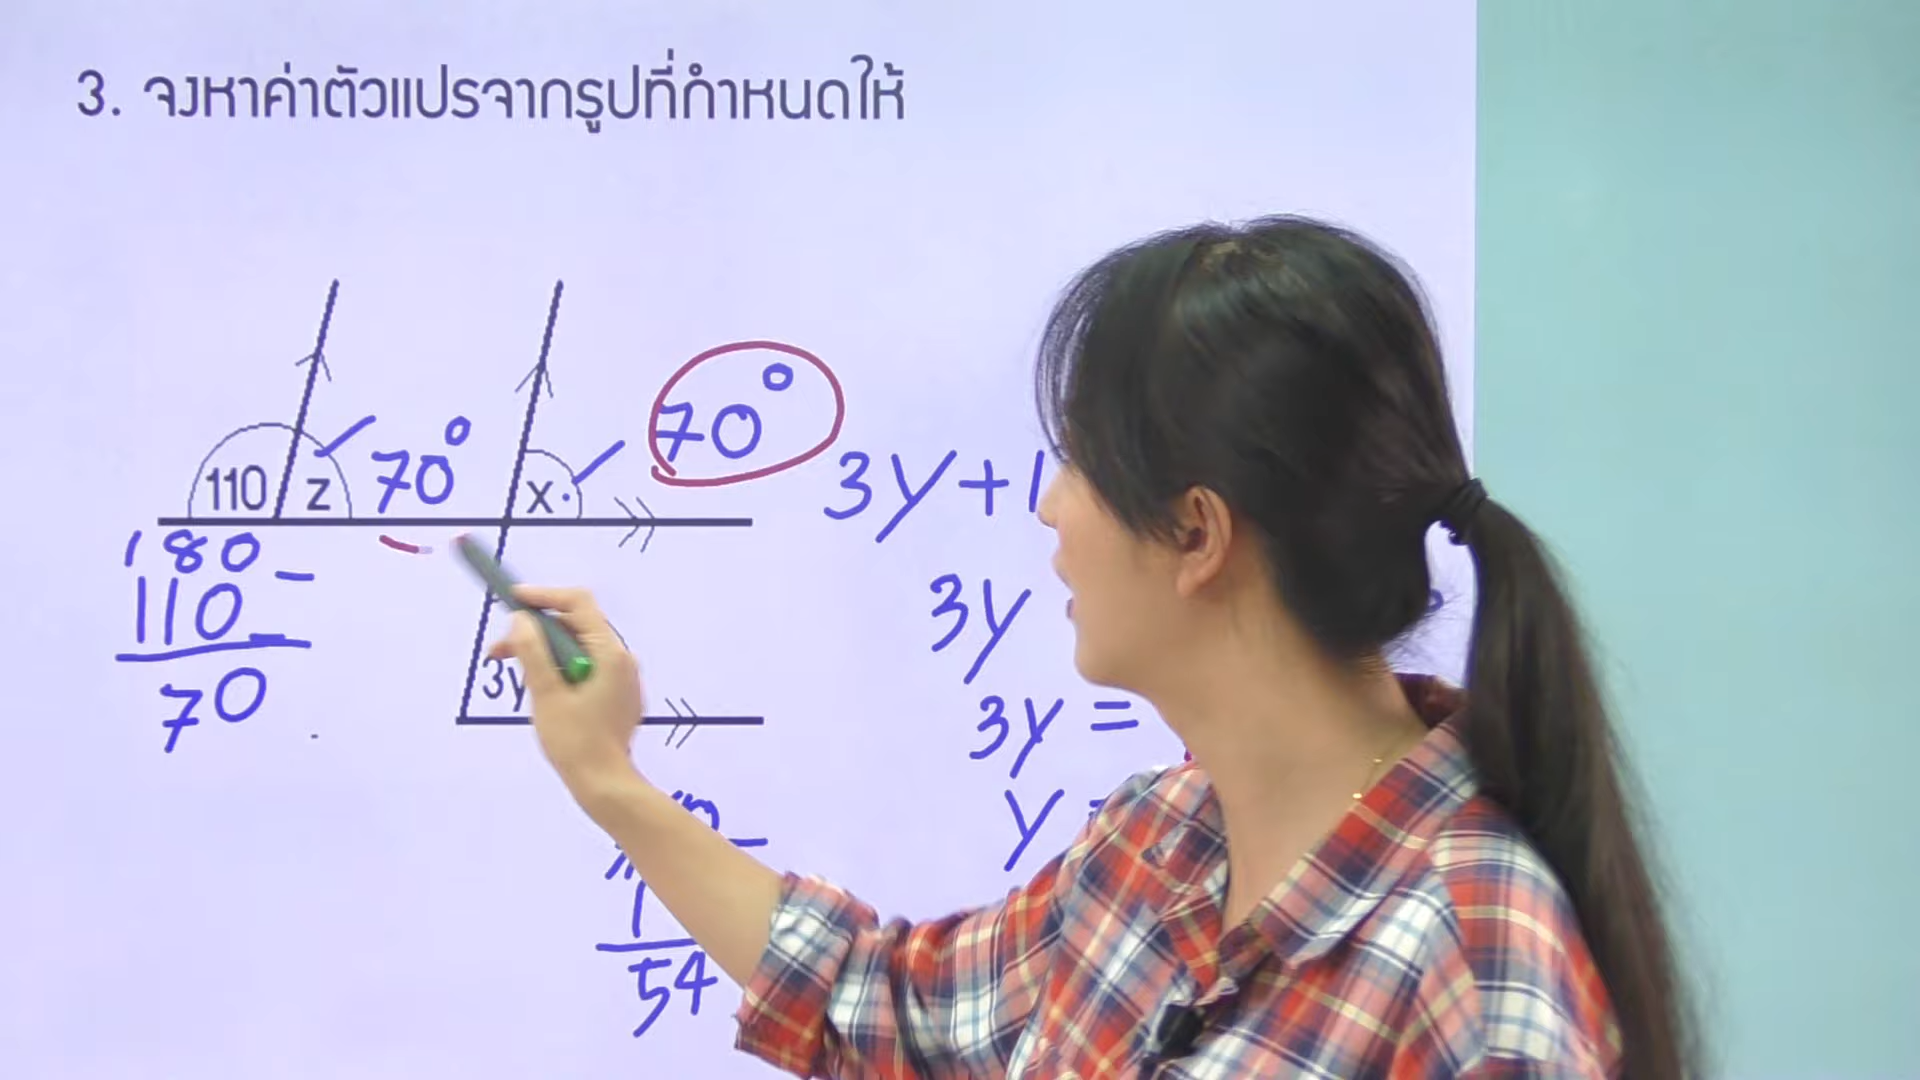 3. จงหาค่าตัวแปรจากรูปที่กำหนดให้
110 z 70° x 70°
180
110
70
3y
3y+1
3y
3y =
y
54